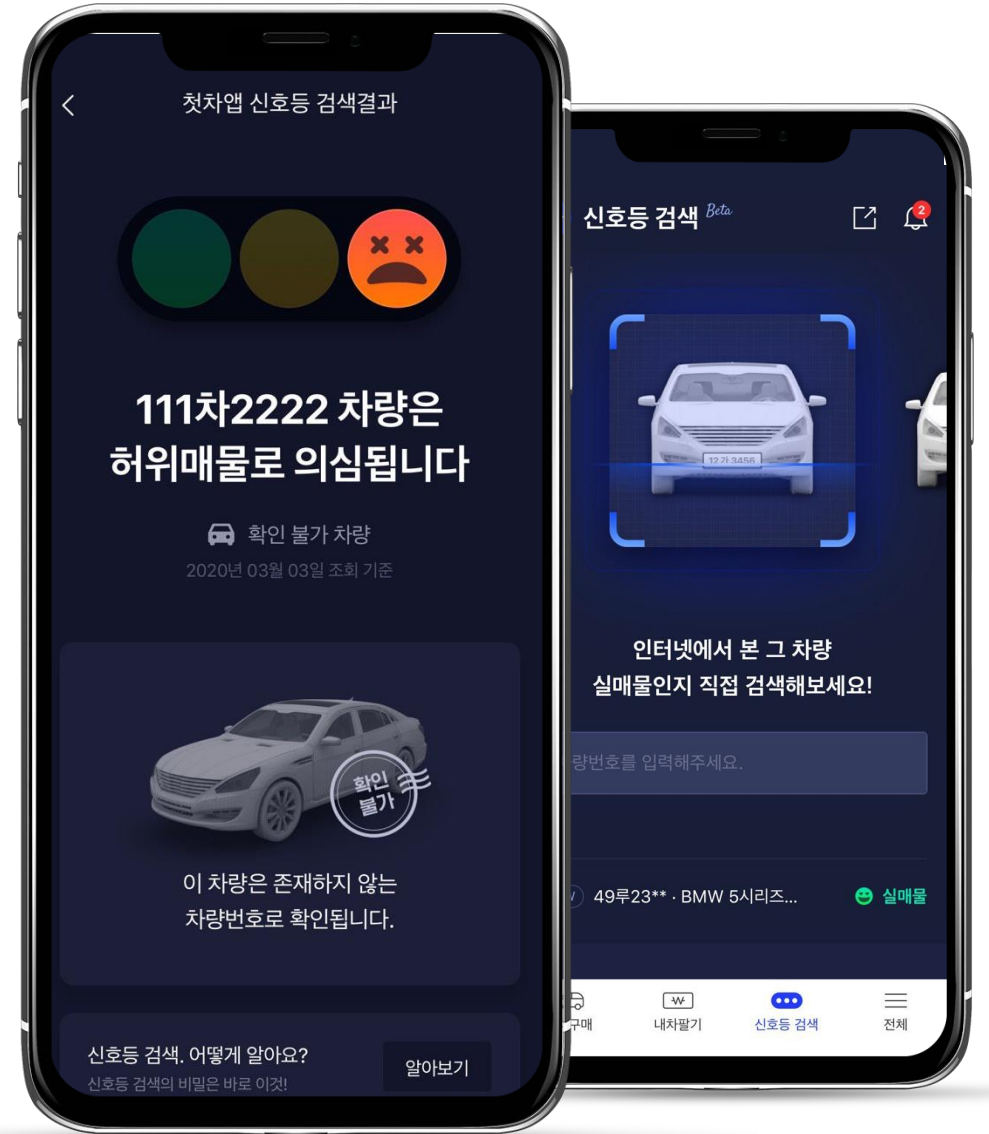 첫차앱 신호등 검색결과
111차2222 차량은
허위매물로 의심됩니다
확인 불가 차량
2020년 03월 03일 조회 기준
확인
불가
이 차량은 존재하지 않는
차량번호로 확인됩니다.
신호등 검색. 어떻게 알아요?
신호등 검색의 비밀은 바로 이것!
알아보기
신호등 검색 Beta
2
12가 3456
인터넷에서 본 그 차량
실매물인지 직접 검색해보세요!
량번호를 입력해주세요.
49루23** · BMW 5시리즈...
실매물
구매
내차팔기
신호등 검색
전체